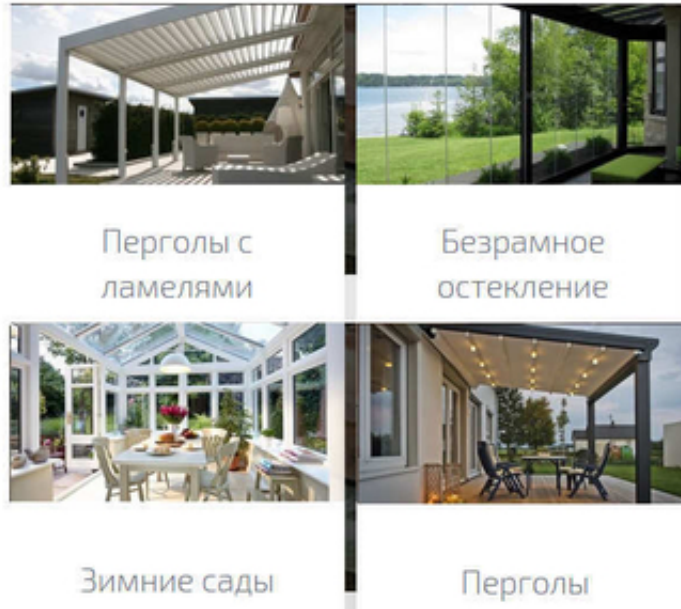 Перголы с
ламелями
Безрамное
остекление
Зимние сады
Перголы